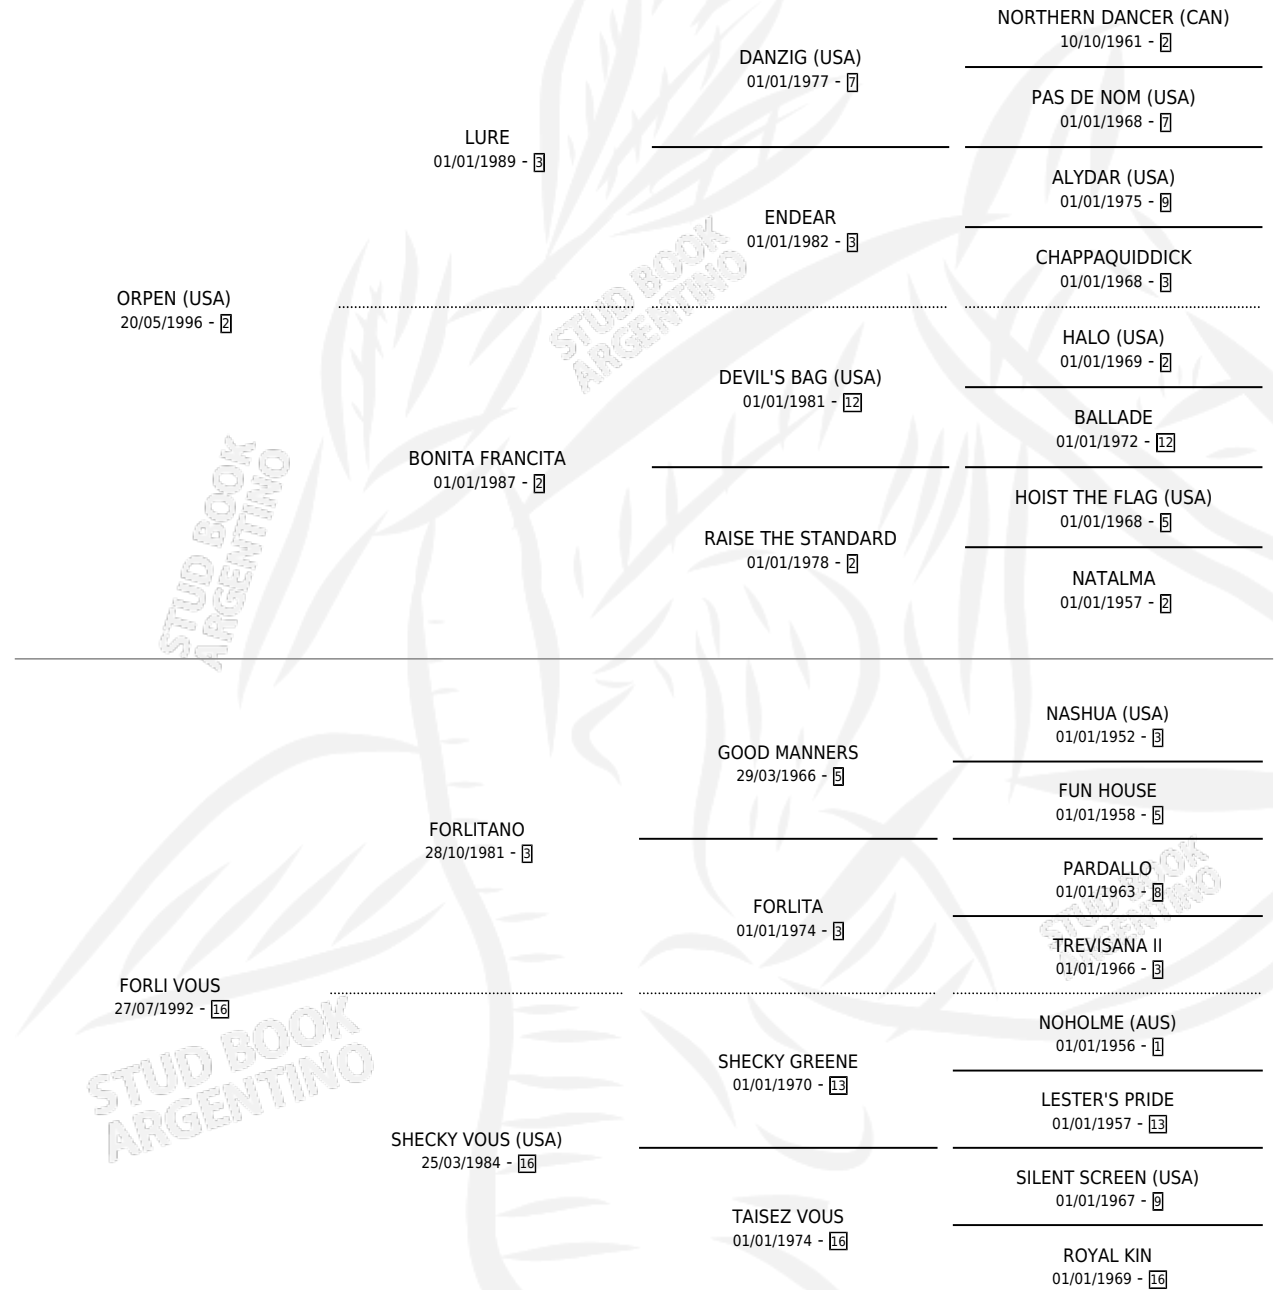 NORTHERN DANCER (CAN)
10/10/1961 - 2
DANZIG (USA)
01/01/1977 - 7
PAS DE NOM (USA)
01/01/1968 - 7
LURE
01/01/1989 - 3
ALYDAR (USA)
01/01/1975 - 9
ENDEAR
01/01/1982 - 3
CHAPPAQUIDDICK
01/01/1968 - 3
ORPEN (USA)
20/05/1996 - 2
STUD BOOK
ARGENTINO
HALO (USA)
01/01/1969 - 2
DEVIL'S BAG (USA)
01/01/1981 - 12
BALLADE
01/01/1972 - 12
BONITA FRANCITA
01/01/1987 - 2
HOIST THE FLAG (USA)
01/01/1968 - 5
RAISE THE STANDARD
01/01/1978 - 2
NATALMA
01/01/1957 - 2
STUD BOOK
ARGENTINO
NASHUA (USA)
01/01/1952 - 3
GOOD MANNERS
29/03/1966 - 5
FUN HOUSE
01/01/1958 - 5
FORLITANO
28/10/1981 - 3
PARDALLO
01/01/1963 - 8
FORLITA
01/01/1974 - 3
STUD BOOK
ARGENTINO
TREVISANA II
01/01/1966 - 3
FORLI VOUS
27/07/1992 - 16
NOHOLME (AUS)
01/01/1956 - 1
SHECKY GREENE
01/01/1970 - 13
LESTER'S PRIDE
01/01/1957 - 13
STUD BOOK
ARGENTINO
SHECKY VOUS (USA)
25/03/1984 - 16
SILENT SCREEN (USA)
01/01/1967 - 9
TAISEZ VOUS
01/01/1974 - 16
ROYAL KIN
01/01/1969 - 16